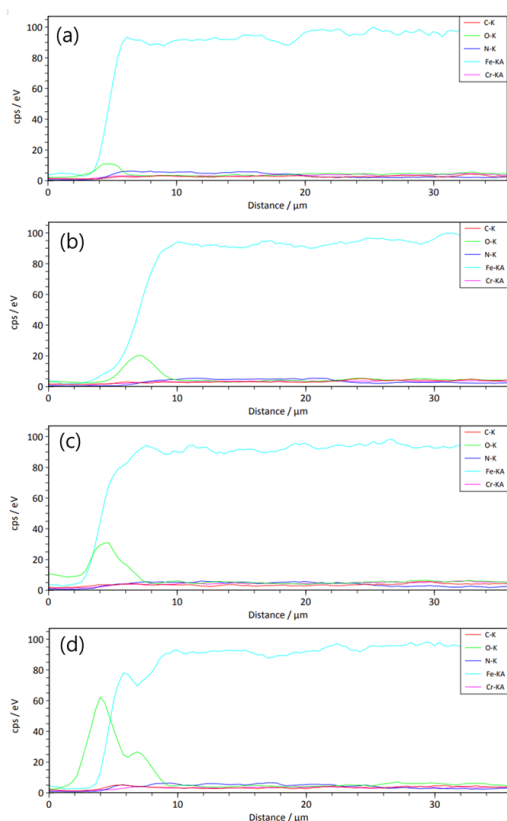 (a)
C-K
O-K
N-K
Fe-KA
Cr-KA
cps / eV
100
80
60
40
20
0
0 10 20 30
Distance / µm
(b)
C-K
O-K
N-K
Fe-KA
Cr-KA
cps / eV
100
80
60
40
20
0
0 10 20 30
Distance / µm
(c)
C-K
O-K
N-K
Fe-KA
Cr-KA
cps / eV
100
80
60
40
20
0
0 10 20 30
Distance / µm
(d)
C-K
O-K
N-K
Fe-KA
Cr-KA
cps / eV
100
80
60
40
20
0
0 10 20 30
Distance / µm